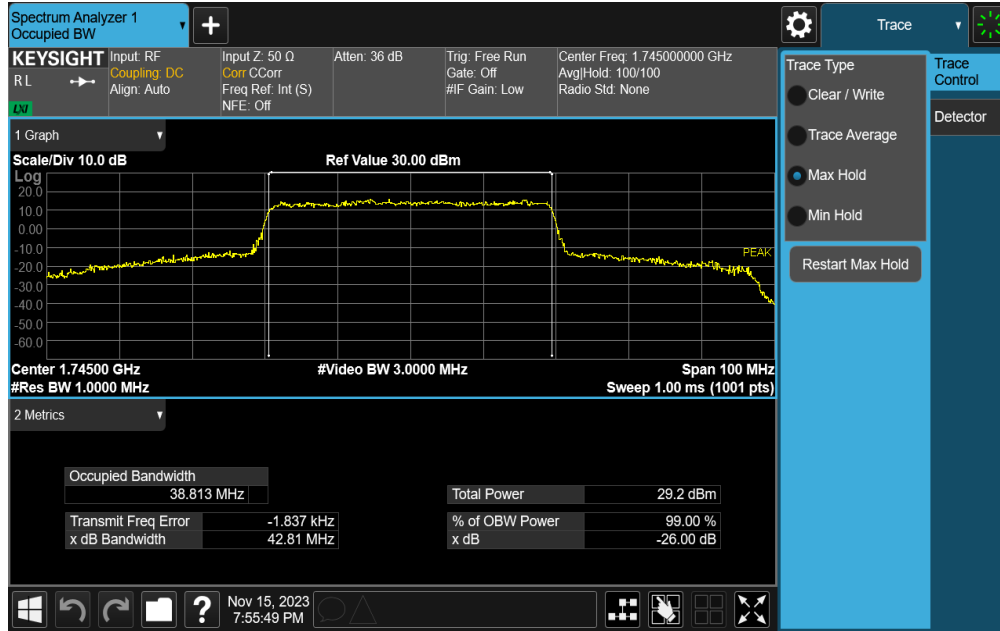 Spectrum Analyzer 1
Occupied BW
+
Trace
KEYSIGHT
R L
LXI
Input: RF
Coupling: DC
Align: Auto
Input Z: 50 Ω
Corr CCorr
Freq Ref: Int (S)
NFE: Off
Atten: 36 dB
Trig: Free Run
Gate: Off
#IF Gain: Low
Center Freq: 1.745000000 GHz
Avg|Hold: 100/100
Radio Std: None
Trace Type
Clear / Write
Trace Average
Max Hold
Min Hold
Restart Max Hold
Trace
Control
Detector
1 Graph
Scale/Div 10.0 dB
Ref Value 30.00 dBm
Log
20.0
10.0
0.00
-10.0
-20.0
-30.0
-40.0
-50.0
-60.0
PEAK
Center 1.74500 GHz
#Video BW 3.0000 MHz
Span 100 MHz
#Res BW 1.0000 MHz
Sweep 1.00 ms (1001 pts)
2 Metrics
Occupied Bandwidth
38.813 MHz
Total Power 29.2 dBm
Transmit Freq Error -1.837 kHz
% of OBW Power 99.00 %
x dB Bandwidth 42.81 MHz
x dB -26.00 dB
?
Nov 15, 2023
7:55:49 PM